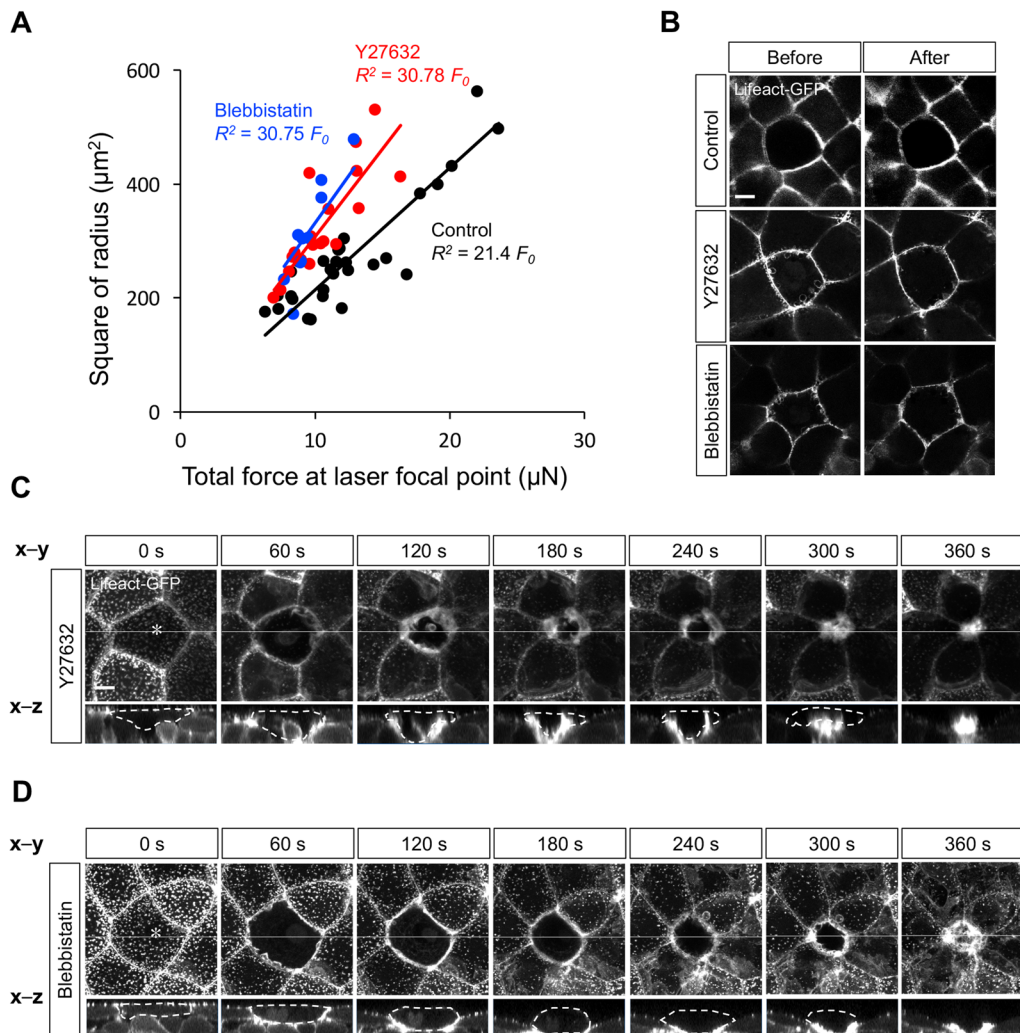 A
Y27632
R² = 30.78 F₀
Blebbistatin
R² = 30.75 F₀
Control
R² = 21.4 F₀
Square of radius (µm²)
600
400
200
0
0 10 20 30
Total force at laser focal point (µN)
B
Before After
Lifeact-GFP
Control
Y27632
Blebbistatin
C
x–y 0 s 60 s 120 s 180 s 240 s 300 s 360 s
Lifeact-GFP
*
Y27632
x–z
D
x–y 0 s 60 s 120 s 180 s 240 s 300 s 360 s
*
Blebbistatin
x–z